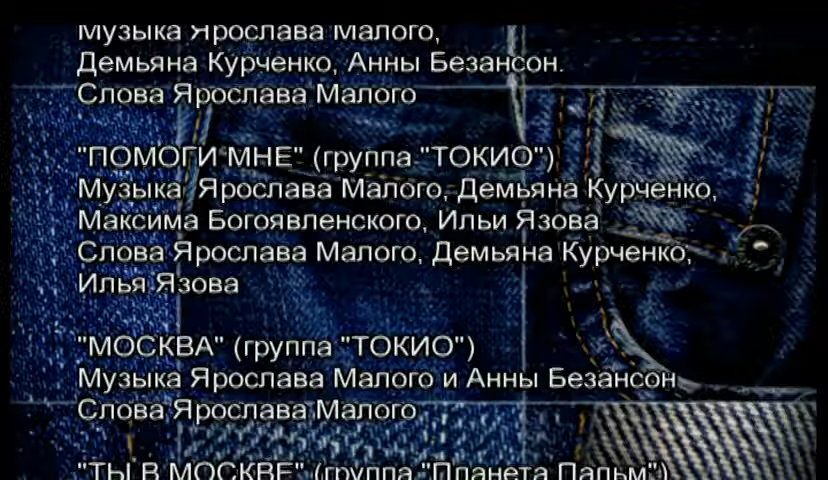 Музыка Ярослава Малого,
Демьяна Курченко, Анны Безансон.
Слова Ярослава Малого
"ПОМОГИ МНЕ" (группа "ТОКИО")
Музыка Ярослава Малого, Демьяна Курченко,
Максима Богоявленского, Ильи Язова
Слова Ярослава Малого, Демьяна Курченко,
Илья Язова
"МОСКВА" (группа "ТОКИО")
Музыка Ярослава Малого и Анны Безансон
Слова Ярослава Малого
"ТЫ В МОСКВЕ" (группа "Планета Пальм")